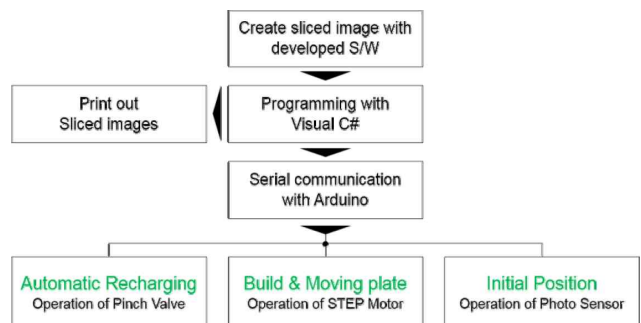 Create sliced image with
developed S/W
Print out
Sliced images
Programming with
Visual C#
Serial communication
with Arduino
Automatic Recharging
Operation of Pinch Valve
Build & Moving plate
Operation of STEP Motor
Initial Position
Operation of Photo Sensor